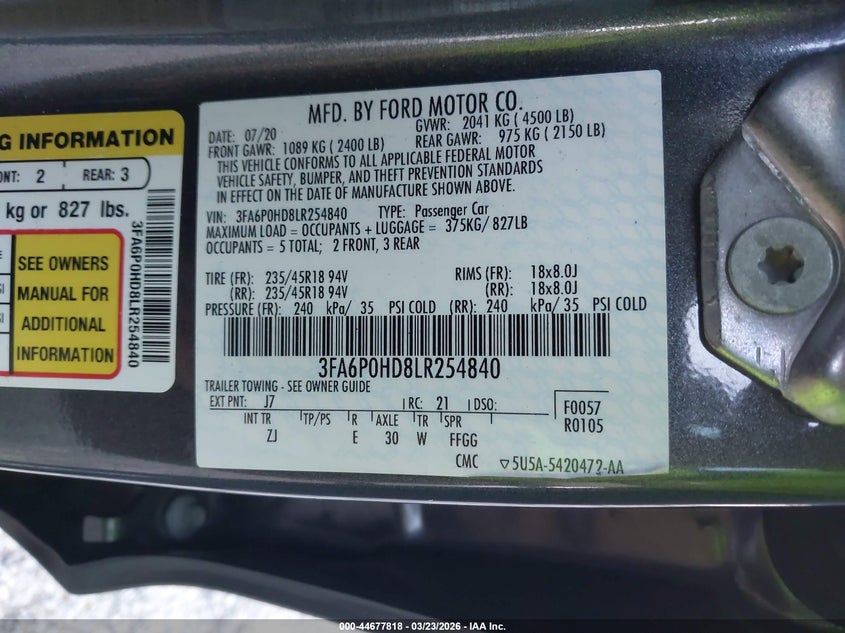 G INFORMATION
ONT: 2 REAR: 3
kg or 827 lbs.
SEE OWNERS
MANUAL FOR
ADDITIONAL
INFORMATION
3FA6P0HD8LR254840
MFD. BY FORD MOTOR CO.
DATE: 07/20 GVWR: 2041 KG ( 4500 LB)
FRONT GAWR: 1089 KG ( 2400 LB) REAR GAWR: 975 KG ( 2150 LB)
THIS VEHICLE CONFORMS TO ALL APPLICABLE FEDERAL MOTOR
VEHICLE SAFETY, BUMPER, AND THEFT PREVENTION STANDARDS
IN EFFECT ON THE DATE OF MANUFACTURE SHOWN ABOVE.
VIN: 3FA6P0HD8LR254840 TYPE: Passenger Car
MAXIMUM LOAD = OCCUPANTS + LUGGAGE = 375KG/ 827LB
OCCUPANTS = 5 TOTAL; 2 FRONT, 3 REAR
TIRE (FR): 235/45R18 94V RIMS (FR): 18x8.0J
(RR): 235/45R18 94V (RR): 18x8.0J
PRESSURE (FR): 240 kPa/ 35 PSI COLD (RR): 240 kPa/ 35 PSI COLD
3FA6P0HD8LR254840
TRAILER TOWING - SEE OWNER GUIDE
EXT PNT: J7 RC: 21 DSO: F0057
INT TR TP/PS R AXLE TR SPR R0105
ZJ E 30 W FFGG
CMC 5U5A-5420472-AA
000-44677818 | 03/23/2026 - IAA Inc.